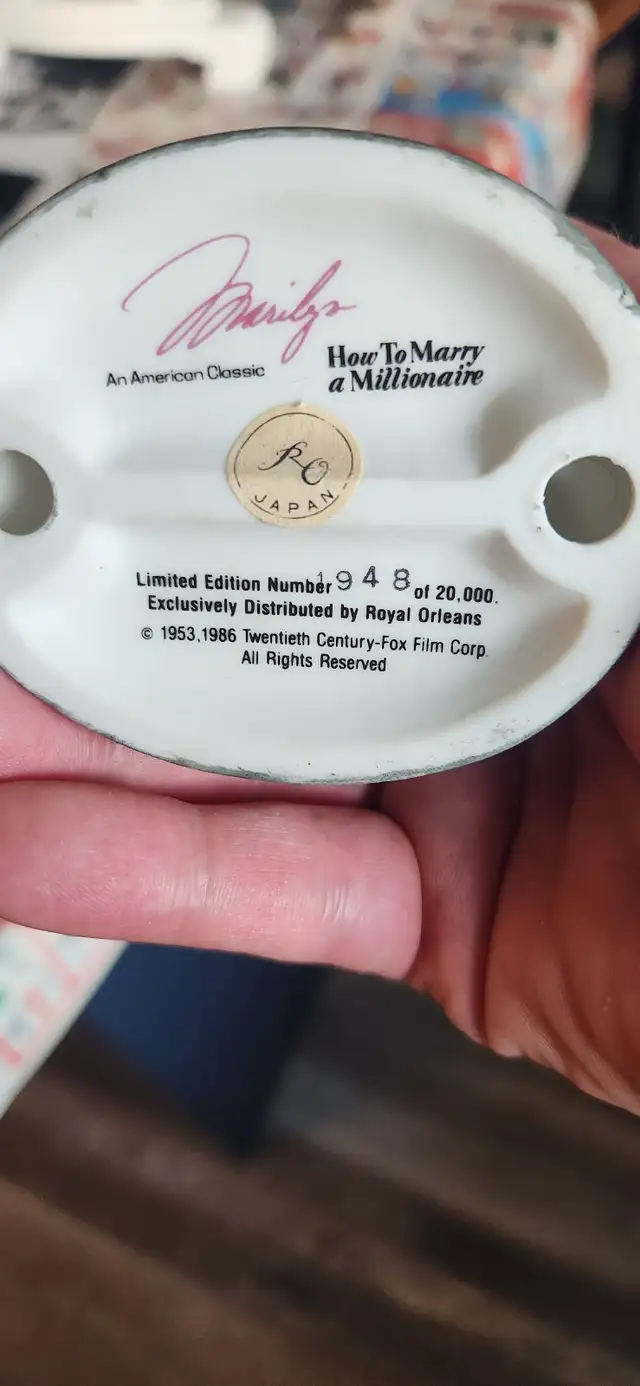 Marilyn
An American Classic
How To Marry
a Millionaire
RO
JAPAN
Limited Edition Number 1948 of 20,000.
Exclusively Distributed by Royal Orleans
© 1953,1986 Twentieth Century-Fox Film Corp.
All Rights Reserved